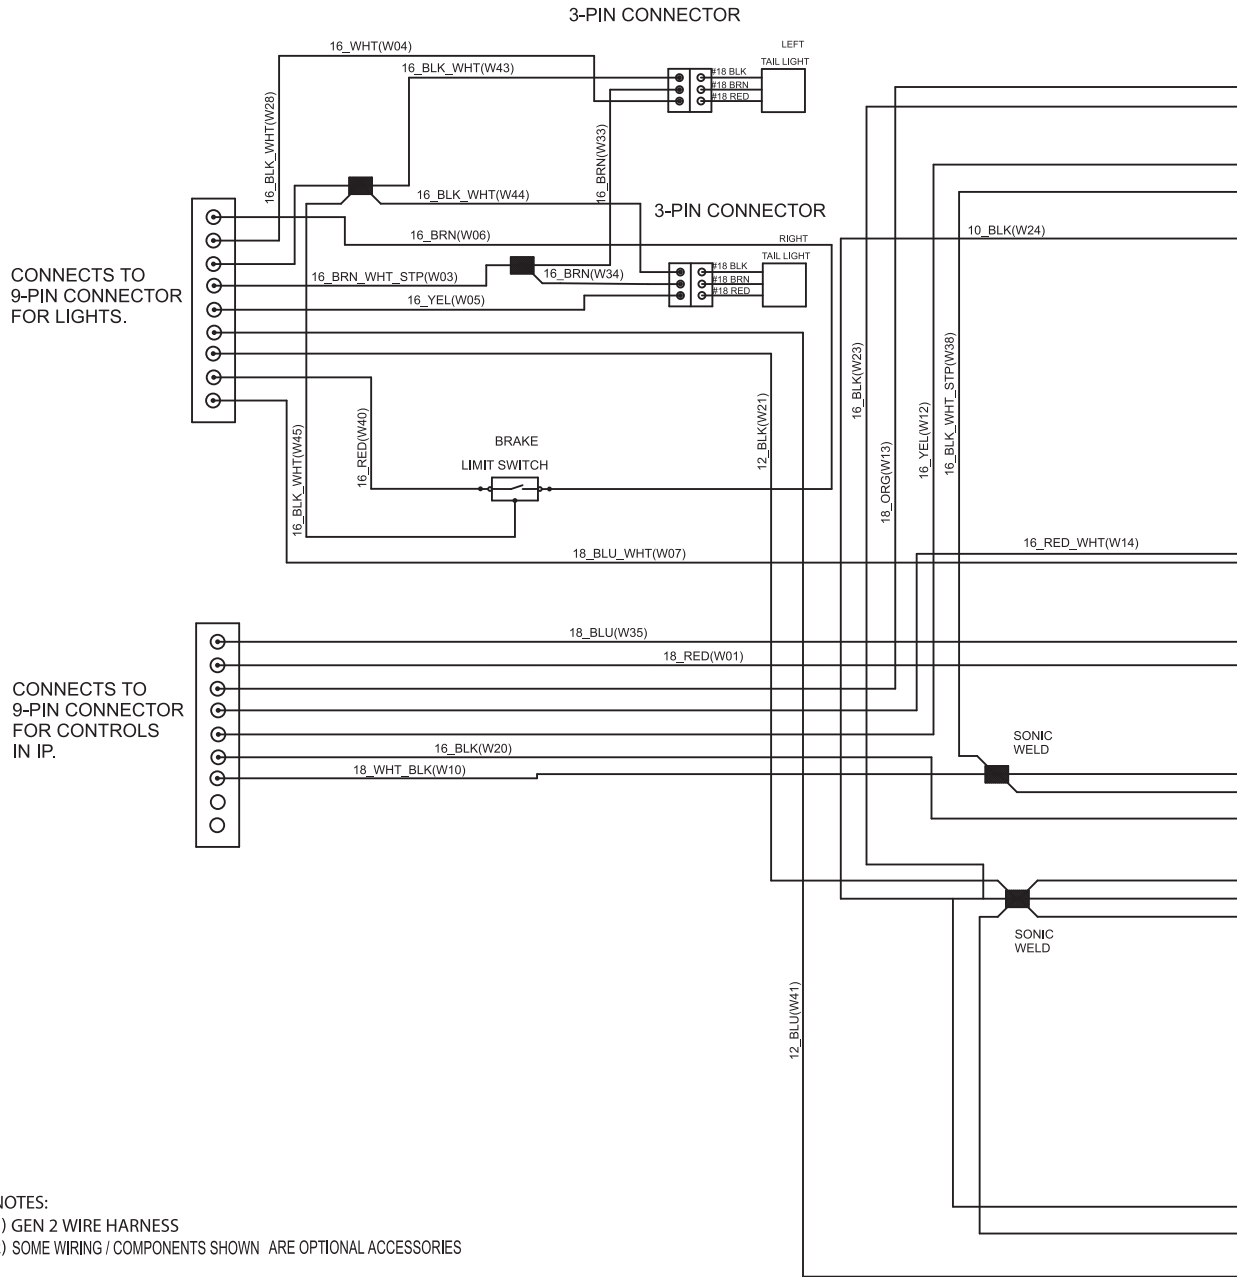 3-PIN CONNECTOR
16_WHT(W04)
LEFT
TAIL LIGHT
16_BLK_WHT(W43)
#18 BLK
#18 BRN
#18 RED
16_BLK_WHT(W28)
16_BRN(W33)
16_BLK_WHT(W44)
3-PIN CONNECTOR
10_BLK(W24)
16_BRN(W06)
RIGHT
TAIL LIGHT
CONNECTS TO
9-PIN CONNECTOR
FOR LIGHTS.
16_BRN_WHT_STP(W03)
16_BRN(W34)
#18 BLK
#18 BRN
#18 RED
16_YEL(W05)
16_BLK(W23)
16_BLK_WHT_STP(W38)
12_BLK(W21)
16_YEL(W12)
18_ORG(W13)
16_RED(W40)
16_BLK_WHT(W45)
BRAKE
LIMIT SWITCH
18_BLU_WHT(W07)
16_RED_WHT(W14)
18_BLU(W35)
18_RED(W01)
CONNECTS TO
9-PIN CONNECTOR
FOR CONTROLS
IN IP.
16_BLK(W20)
18_WHT_BLK(W10)
SONIC
WELD
SONIC
WELD
12_BLU(W41)
NOTES:
) GEN 2 WIRE HARNESS
) SOME WIRING / COMPONENTS SHOWN ARE OPTIONAL ACCESSORIES